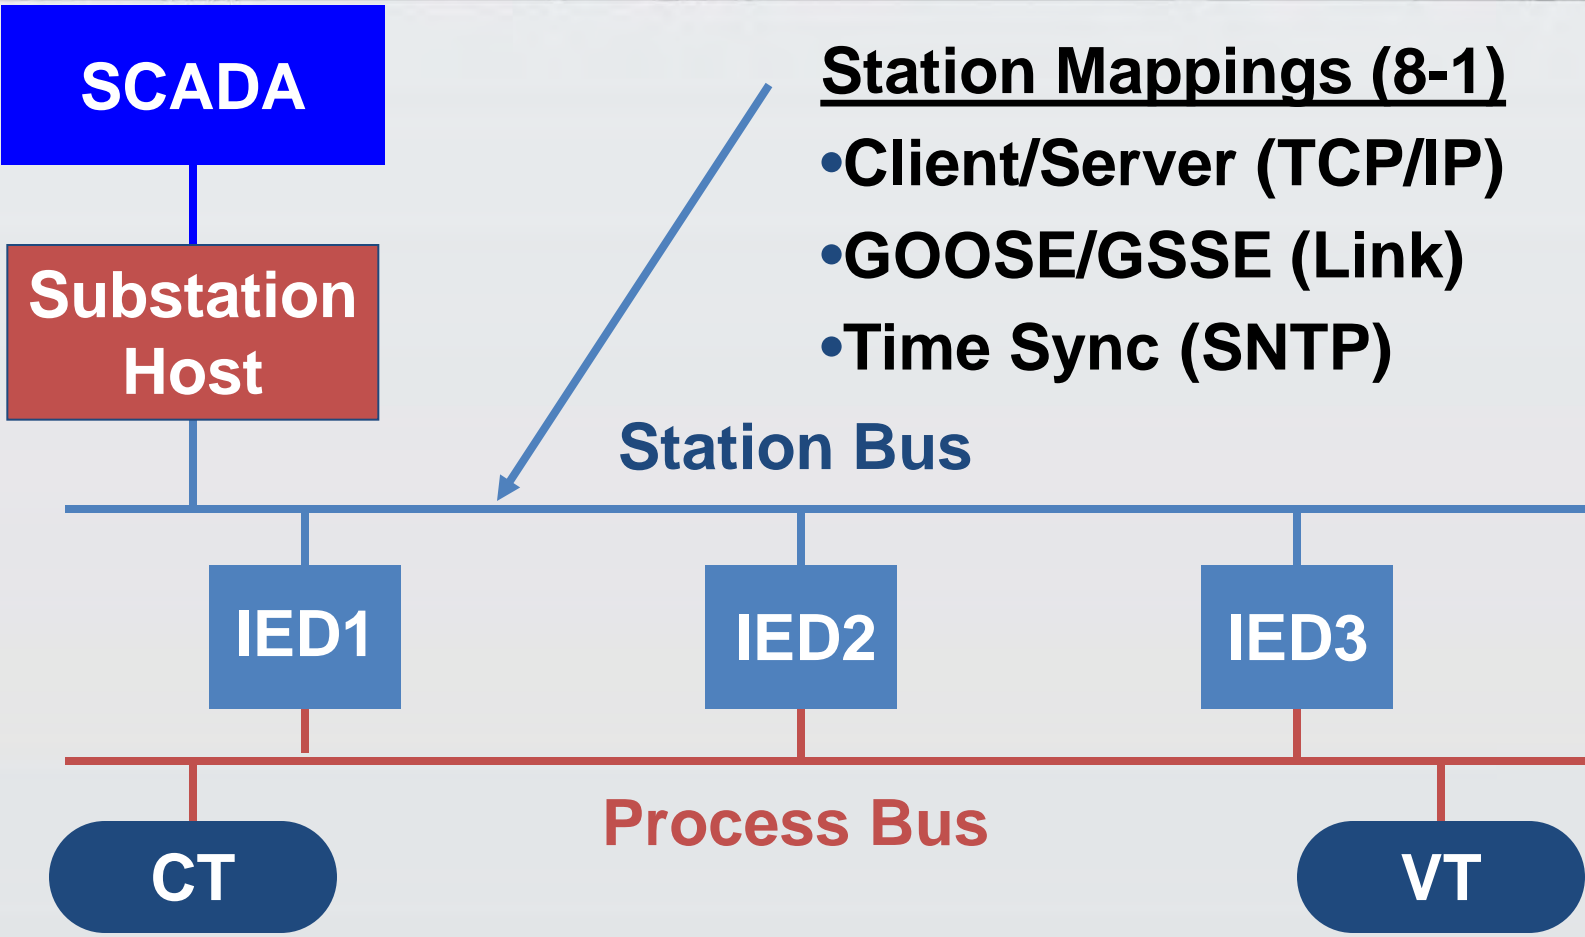 SCADA
Station Mappings (8-1)
•Client/Server (TCP/IP)
•GOOSE/GSSE (Link)
•Time Sync (SNTP)
Substation
Host
Station Bus
IED1
IED2
IED3
Process Bus
CT
VT